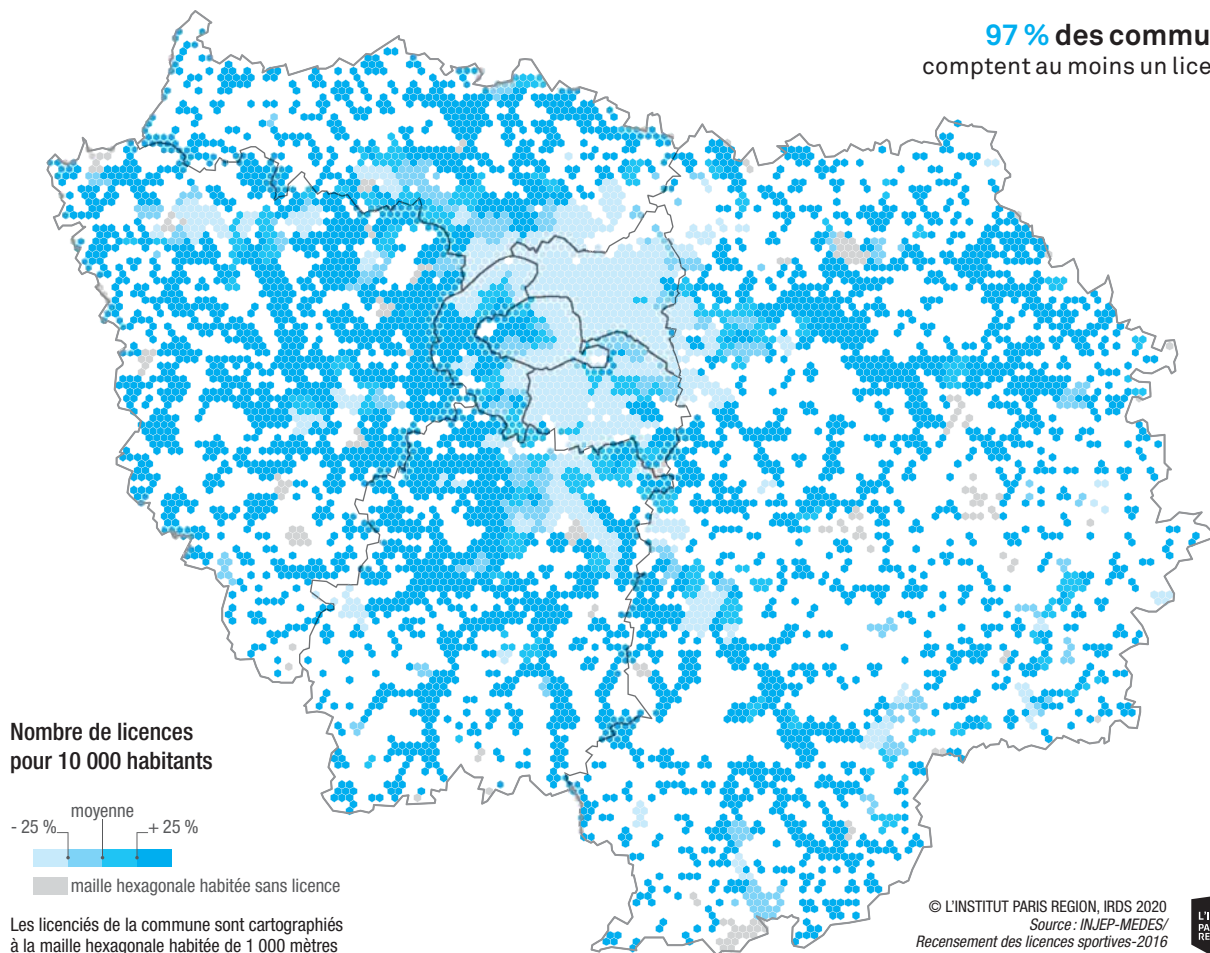 97 % des commu
comptent au moins un lice
Nombre de licences
pour 10 000 habitants
moyenne
- 25 %
+ 25 %
maille hexagonale habitée sans licence
Les licenciés de la commune sont cartographiés
à la maille hexagonale habitée de 1 000 mètres
© L'INSTITUT PARIS REGION, IRDS 2020
Source : INJEP-MEDES/
Recensement des licences sportives-2016
L'I
PA
RE